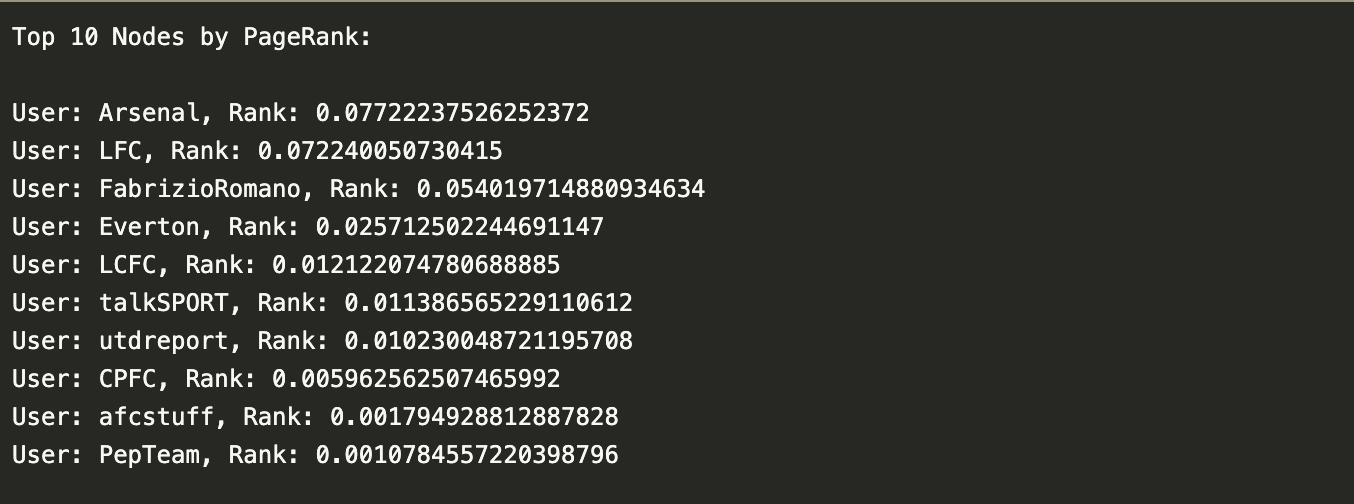 Top 10 Nodes by PageRank:
User: Arsenal, Rank: 0.07722237526252372
User: LFC, Rank: 0.072240050730415
User: FabrizioRomano, Rank: 0.054019714880934634
User: Everton, Rank: 0.025712502244691147
User: LCFC, Rank: 0.012122074780688885
User: talkSPORT, Rank: 0.011386565229110612
User: utdreport, Rank: 0.010230048721195708
User: CPFC, Rank: 0.005962562507465992
User: afcstuff, Rank: 0.001794928812887828
User: PepTeam, Rank: 0.0010784557220398796